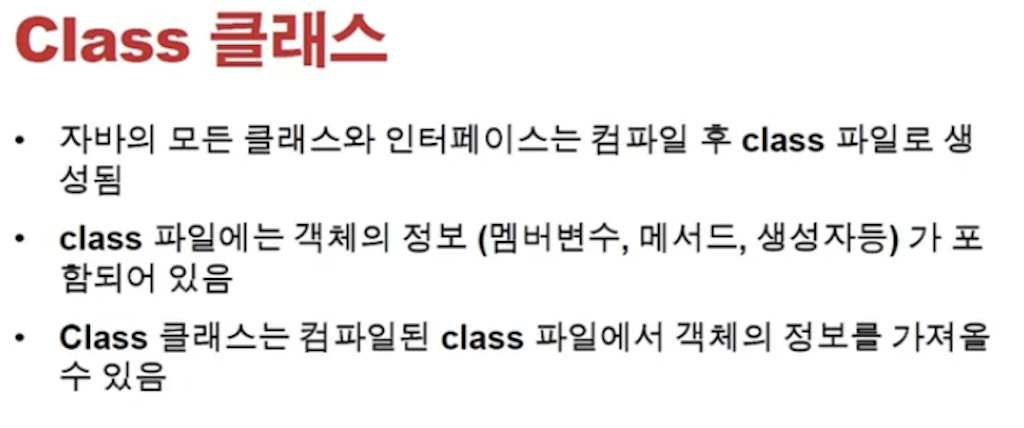 Class 클래스
• 자바의 모든 클래스와 인터페이스는 컴파일 후 class 파일로 생
성됨
• class 파일에는 객체의 정보 (멤버변수, 메서드, 생성자등) 가 포
함되어 있음
• Class 클래스는 컴파일된 class 파일에서 객체의 정보를 가져올
수 있음